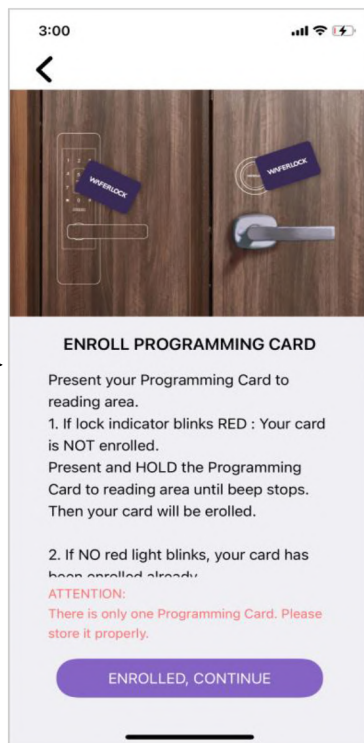 3:00
WAFERLOCK
WAFERLOCK
ENROLL PROGRAMMING CARD
Present your Programming Card to
reading area.
1. If lock indicator blinks RED : Your card
is NOT enrolled.
Present and HOLD the Programming
Card to reading area until beep stops.
Then your card will be erolled.
2. If NO red light blinks, your card has
been enrolled already
ATTENTION:
There is only one Programming Card. Please
store it properly.
ENROLLED, CONTINUE